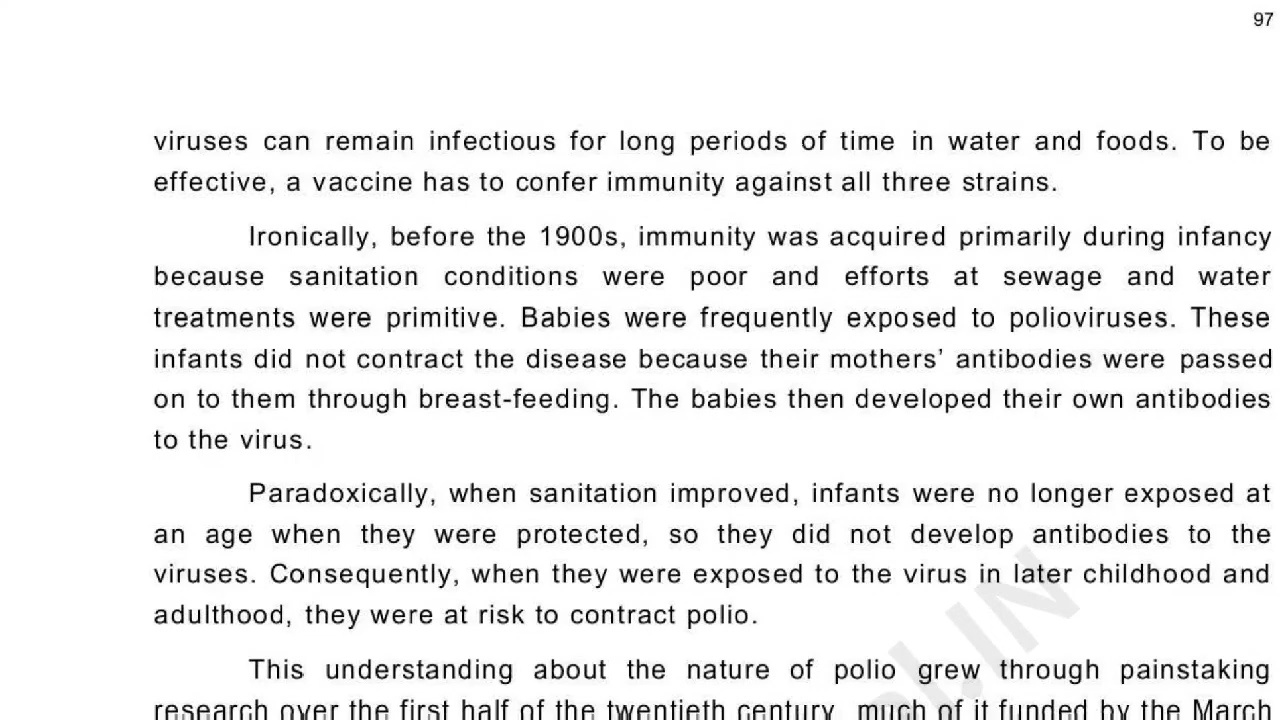 97
viruses can remain infectious for long periods of time in water and foods. To be
effective, a vaccine has to confer immunity against all three strains.
Ironically, before the 1900s, immunity was acquired primarily during infancy
because sanitation conditions were poor and efforts at sewage and water
treatments were primitive. Babies were frequently exposed to polioviruses. These
infants did not contract the disease because their mothers’ antibodies were passed
on to them through breast-feeding. The babies then developed their own antibodies
to the virus.
Paradoxically, when sanitation improved, infants were no longer exposed at
an age when they were protected, so they did not develop antibodies to the
viruses. Consequently, when they were exposed to the virus in later childhood and
adulthood, they were at risk to contract polio.
This understanding about the nature of polio grew through painstaking
research over the first half of the twentieth century, much of it funded by the March